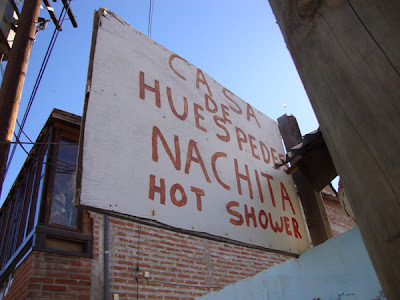 CASA
DE
HUESPEDES
NACHITA
HOT SHOWER